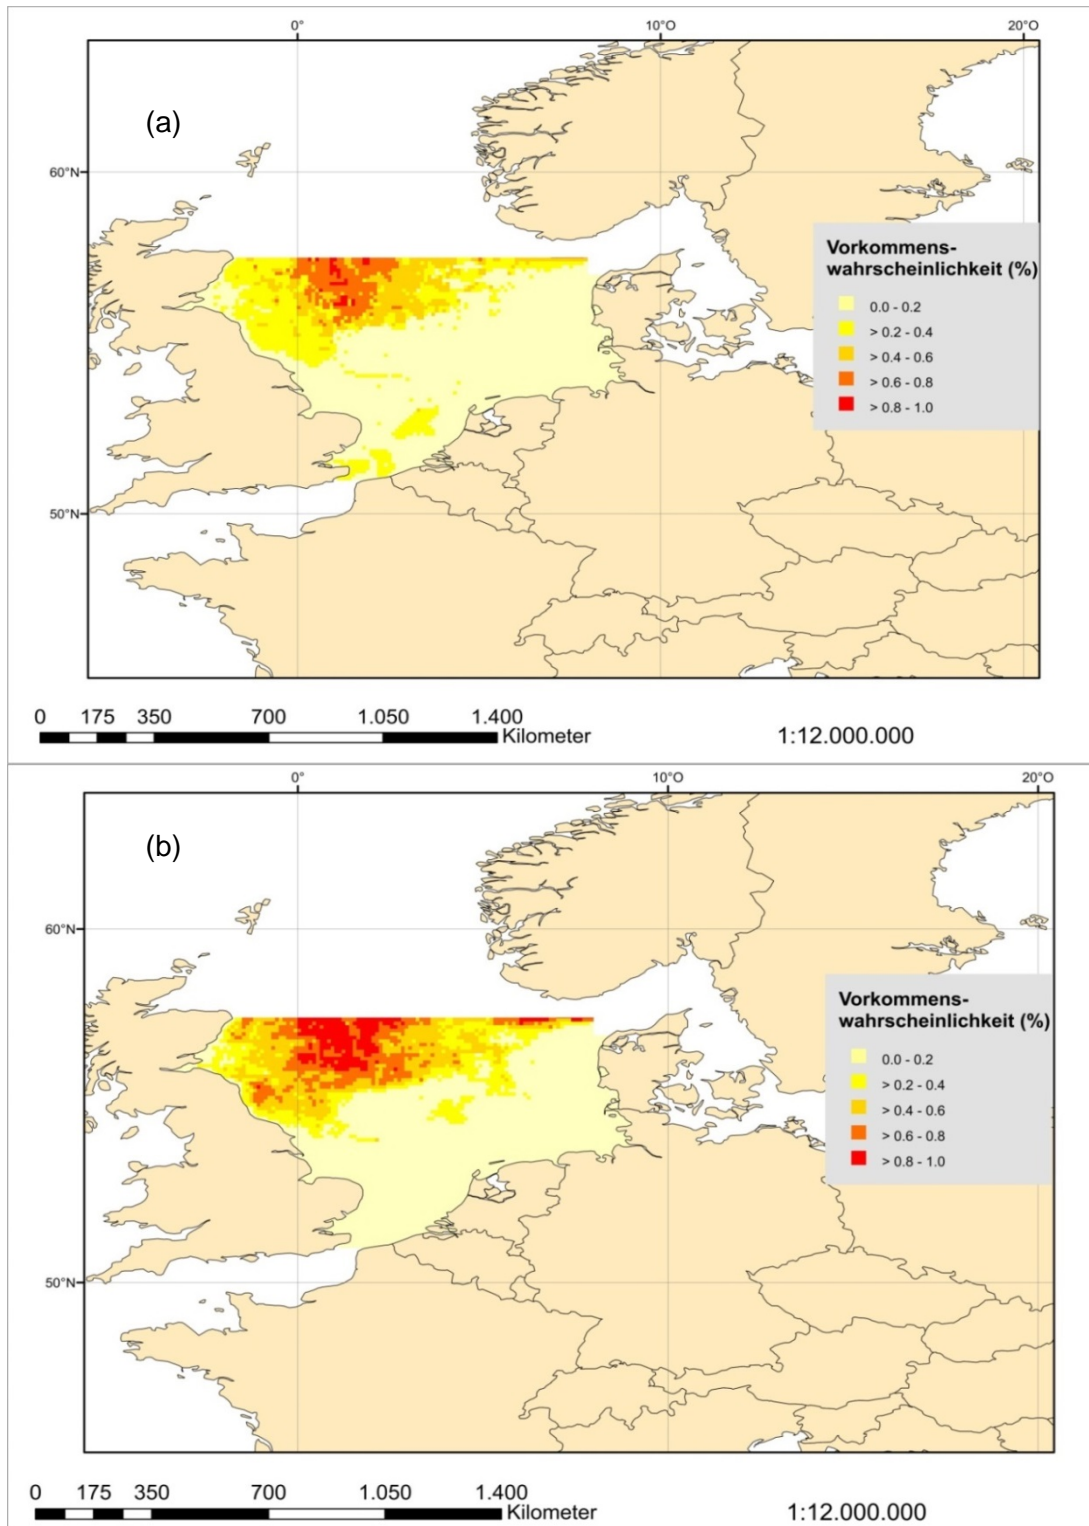 0° 10°O 20°O
(a)
60°N
Vorkommens-
wahrscheinlichkeit (%)
0.0 - 0.2
> 0.2 - 0.4
> 0.4 - 0.6
> 0.6 - 0.8
> 0.8 - 1.0
50°N
0 175 350 700 1.050 1.400
Kilometer
1:12.000.000
0° 10°O 20°O
(b)
60°N
Vorkommens-
wahrscheinlichkeit (%)
0.0 - 0.2
> 0.2 - 0.4
> 0.4 - 0.6
> 0.6 - 0.8
> 0.8 - 1.0
50°N
0 175 350 700 1.050 1.400
Kilometer
1:12.000.000